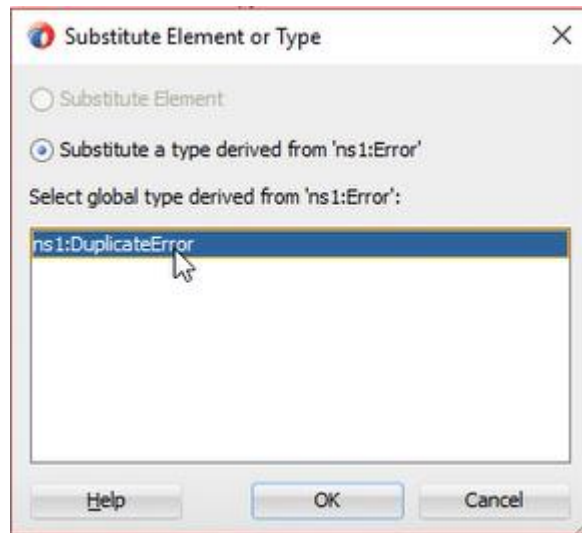 Substitute Element or Type
Substitute Element
Substitute a type derived from 'ns1:Error'
Select global type derived from 'ns1:Error':
ns1:DuplicateError
Help
OK
Cancel